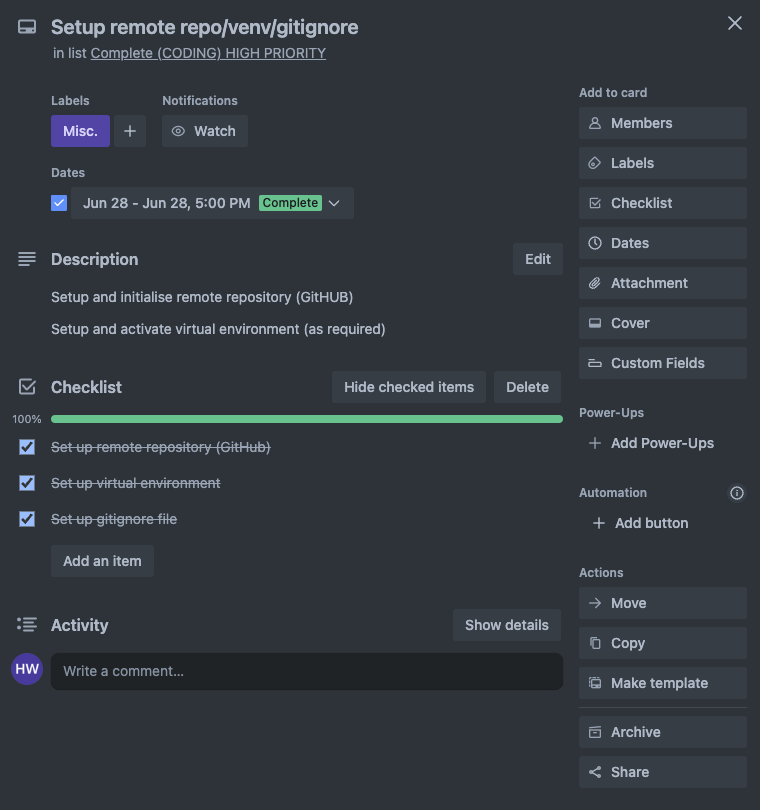 Setup remote repo/venv/gitignore
in list Complete (CODING) HIGH PRIORITY
Labels
Misc.
Notifications
Watch
Dates
Jun 28 - Jun 28, 5:00 PM Complete
Description
Edit
Setup and initialise remote repository (GitHUB)
Setup and activate virtual environment (as required)
Checklist
Hide checked items
Delete
100%
Set up remote repository (GitHub)
Set up virtual environment
Set up gitignore file
Add an item
Activity
Show details
HW
Write a comment...
Add to card
Members
Labels
Checklist
Dates
Attachment
Cover
Custom Fields
Power-Ups
Add Power-Ups
Automation
Add button
Actions
Move
Copy
Make template
Archive
Share